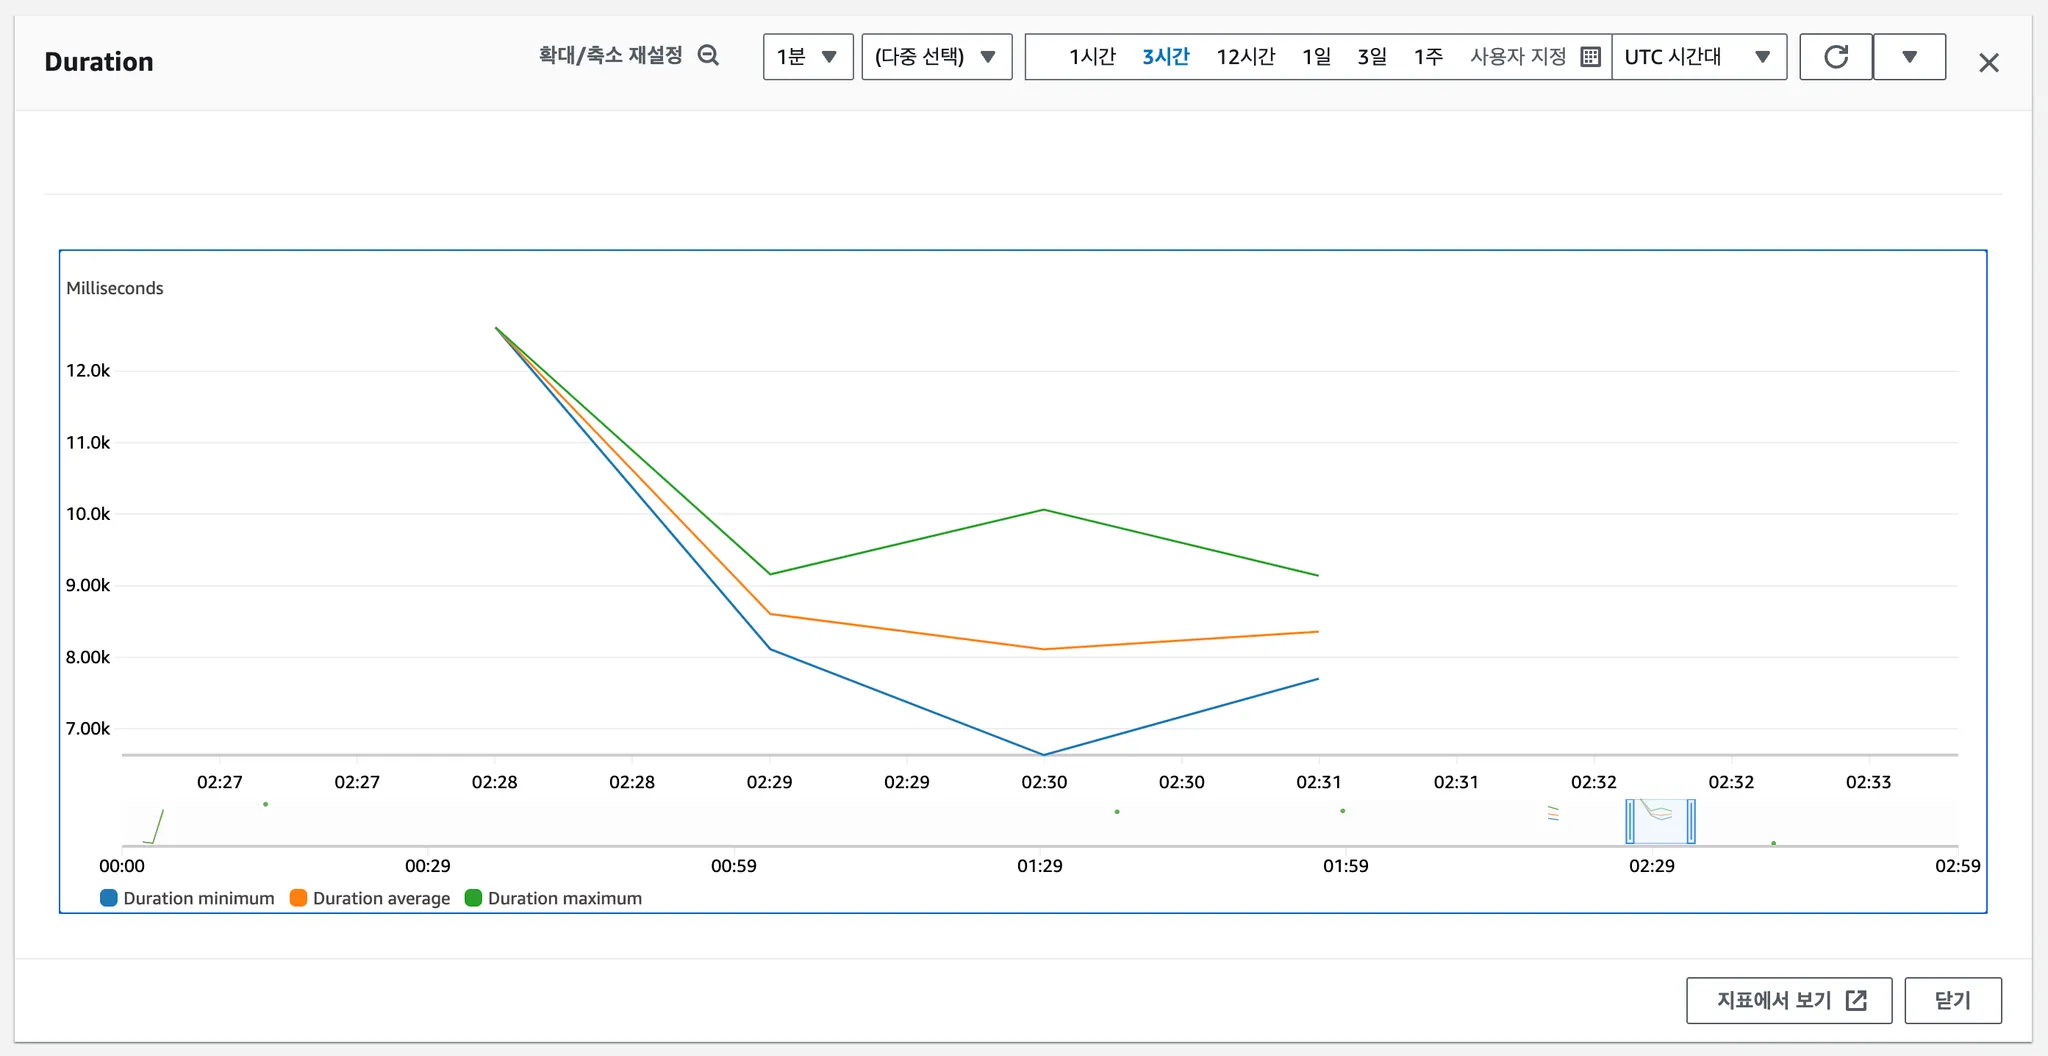 Duration
확대/축소 재설정
1분
(다중 선택)
1시간 3시간 12시간 1일 3일 1주 사용자 지정
UTC 시간대
Milliseconds
12.0k
11.0k
10.0k
9.00k
8.00k
7.00k
02:27 02:27 02:28 02:28 02:29 02:29 02:30 02:30 02:31 02:31 02:32 02:32 02:33
00:00 00:29 00:59 01:29 01:59 02:29 02:59
Duration minimum Duration average Duration maximum
지표에서 보기
닫기